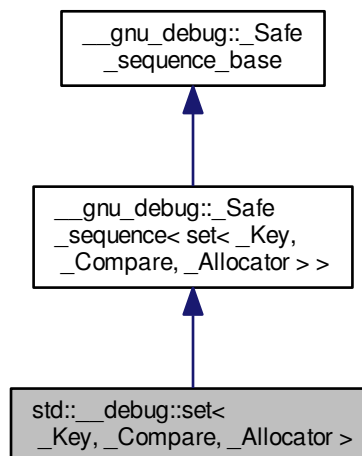 __gnu_debug::_Safe
_sequence_base
__gnu_debug::_Safe
_sequence< set< _Key,
_Compare, _Allocator > >
std::__debug::set<
_Key, _Compare, _Allocator >